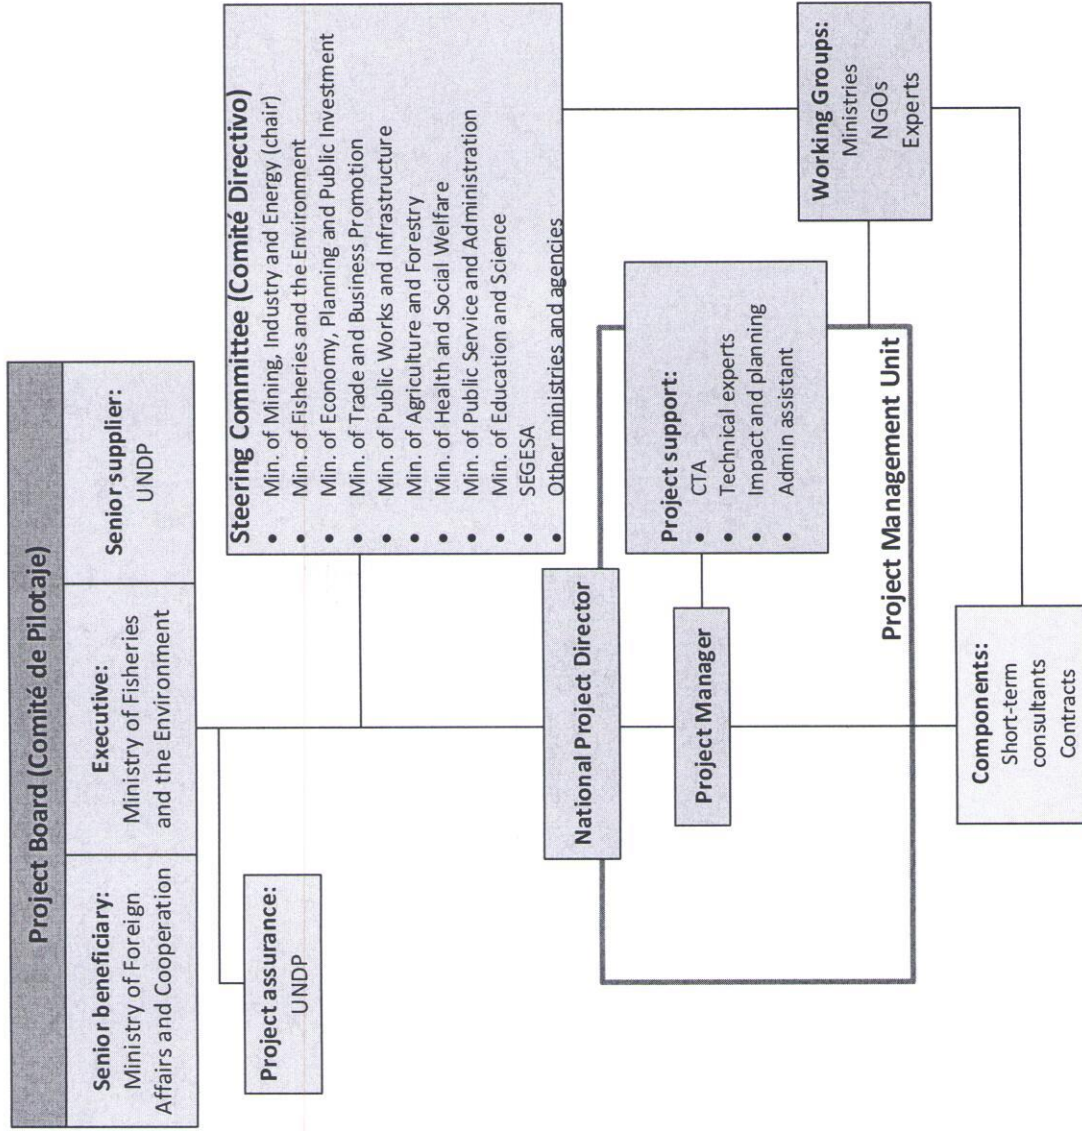 Project Board (Comité de Pilotaje)
Senior beneficiary:
Ministry of Foreign
Affairs and Cooperation
Executive:
Ministry of Fisheries
and the Environment
Senior supplier:
UNDP
Project assurance:
UNDP
Steering Committee (Comité Directivo)
• Min. of Mining, Industry and Energy (chair)
• Min. of Fisheries and the Environment
• Min. of Economy, Planning and Public Investment
• Min. of Trade and Business Promotion
• Min. of Public Works and Infrastructure
• Min. of Agriculture and Forestry
• Min. of Health and Social Welfare
• Min. of Public Service and Administration
• Min. of Education and Science
• SEGESA
• Other ministries and agencies
National Project Director
Project Manager
Project support:
• CTA
• Technical experts
• Impact and planning
• Admin assistant
Project Management Unit
Working Groups:
Ministries
NGOs
Experts
Components:
Short-term
consultants
Contracts